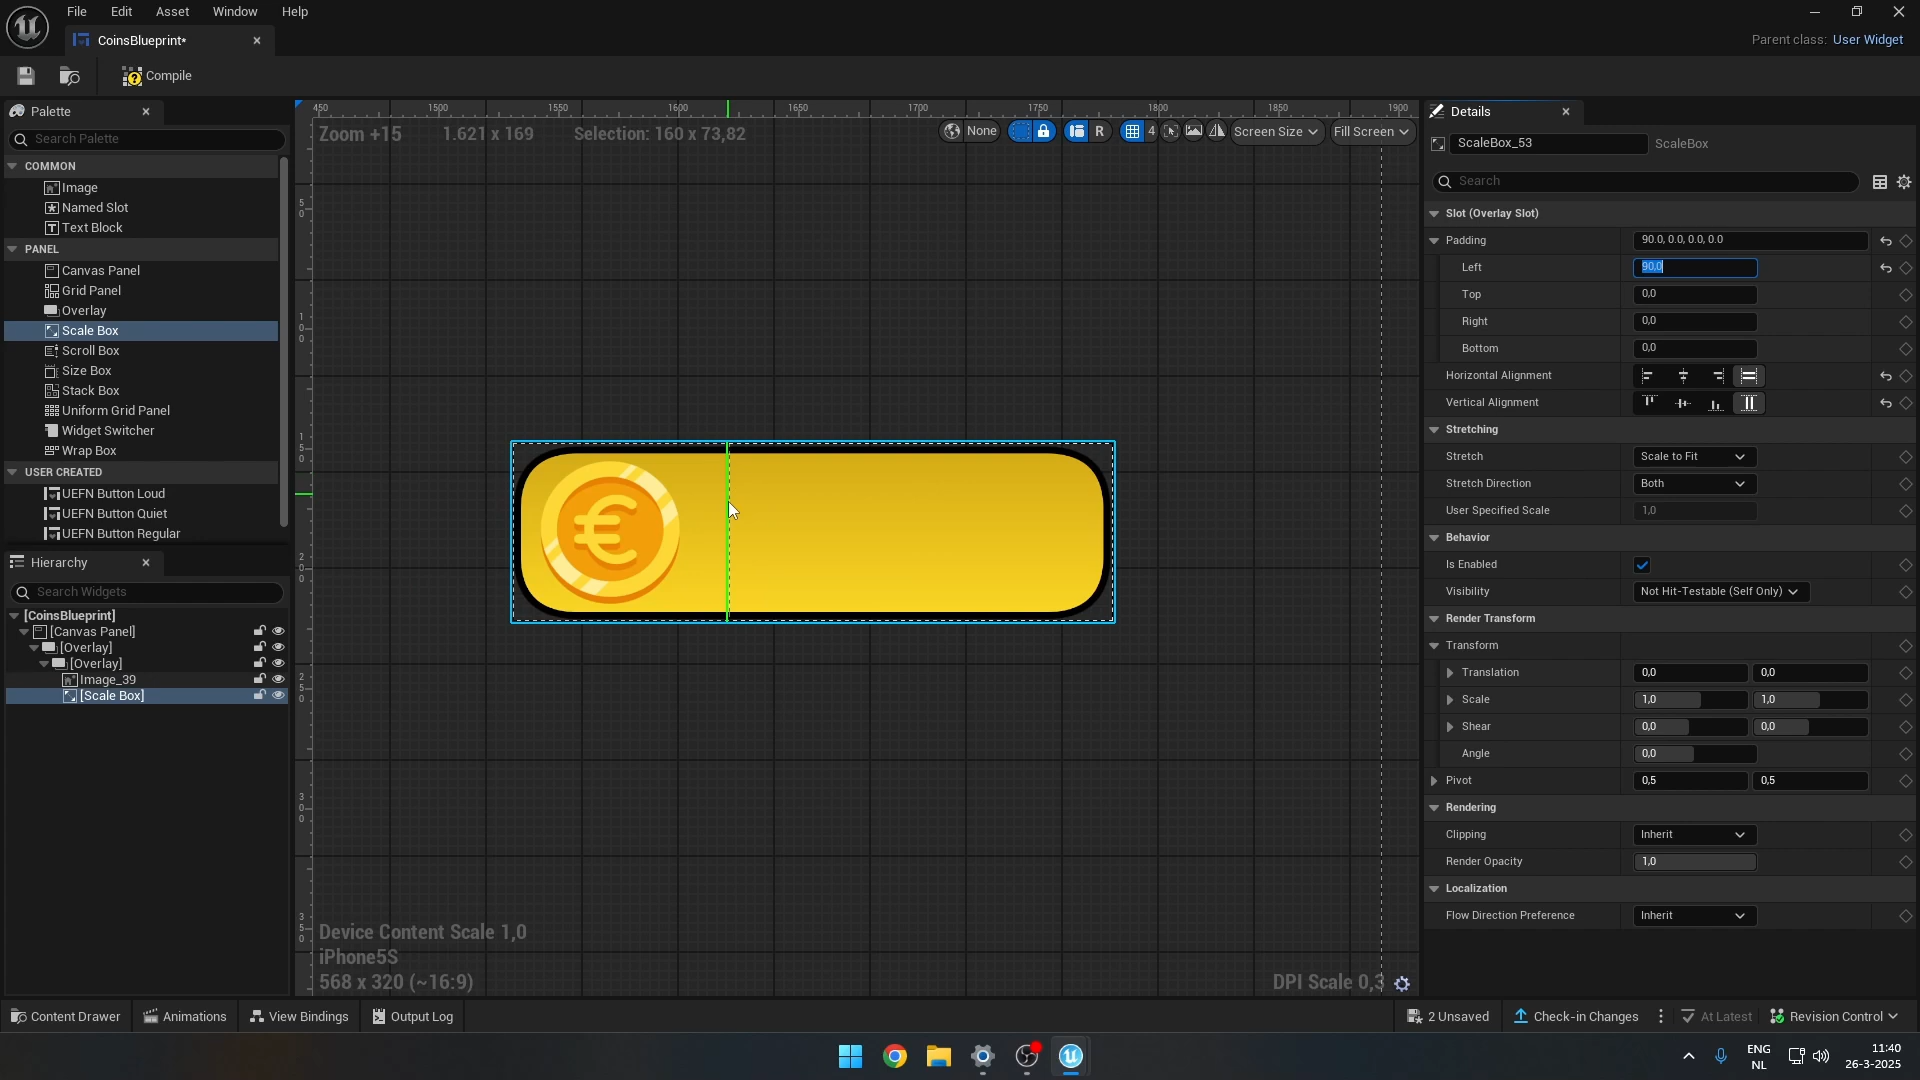 File Edit Asset Window Help
CoinsBlueprint*
Parent class: User Widget
Compile
Palette
Search Palette
COMMON
Image
Named Slot
Text Block
PANEL
Canvas Panel
Grid Panel
Overlay
Scale Box
Scroll Box
Size Box
Stack Box
Uniform Grid Panel
Widget Switcher
Wrap Box
USER CREATED
UEFN Button Loud
UEFN Button Quiet
UEFN Button Regular
Hierarchy
Search Widgets
[CoinsBlueprint]
[Canvas Panel]
[Overlay]
[Overlay]
Image_39
[Scale Box]
450 1500 1550 1600 1650 1700 1750 1800 1850 1900
Zoom +15 1.621 x 169 Selection: 160 x 73,82
None R 4 Screen Size Fill Screen
50
100
150
200
250
300
350
€
Device Content Scale 1,0
iPhone5S
568 x 320 (~16:9)
DPI Scale 0,3
Details
ScaleBox_53 ScaleBox
Search
Slot (Overlay Slot)
Padding 90.0, 0.0, 0.0, 0.0
Left 90,0
Top 0,0
Right 0,0
Bottom 0,0
Horizontal Alignment
Vertical Alignment
Stretching
Stretch Scale to Fit
Stretch Direction Both
User Specified Scale 1,0
Behavior
Is Enabled
Visibility Not Hit-Testable (Self Only)
Render Transform
Transform
Translation 0,0 0,0
Scale 1,0 1,0
Shear 0,0 0,0
Angle 0,0
Pivot 0,5 0,5
Rendering
Clipping Inherit
Render Opacity 1,0
Localization
Flow Direction Preference Inherit
Content Drawer Animations View Bindings Output Log
2 Unsaved Check-in Changes At Latest Revision Control
ENG
NL
11:40
26-3-2025